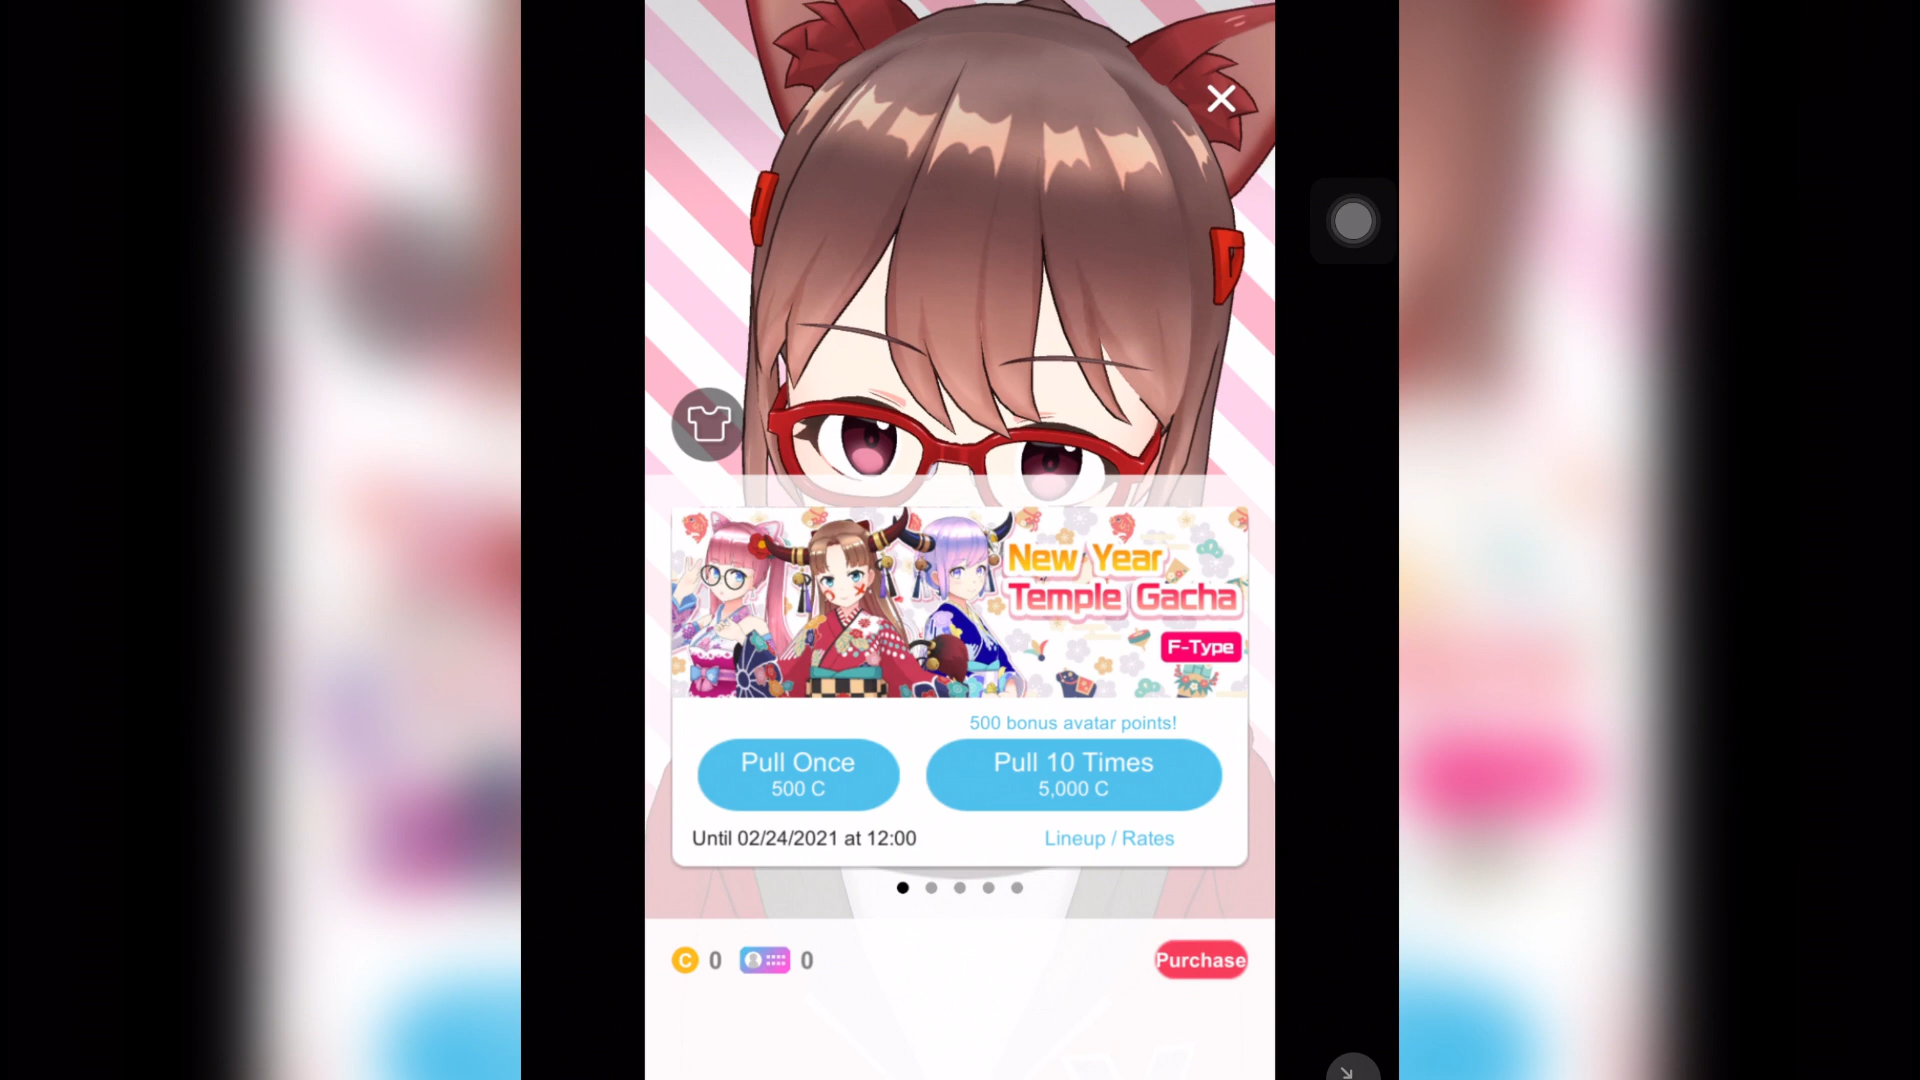 New Year
Temple Gacha
F-Type
500 bonus avatar points!
Pull Once
500 C
Pull 10 Times
5,000 C
Until 02/24/2021 at 12:00
Lineup / Rates
C 0 0
Purchase